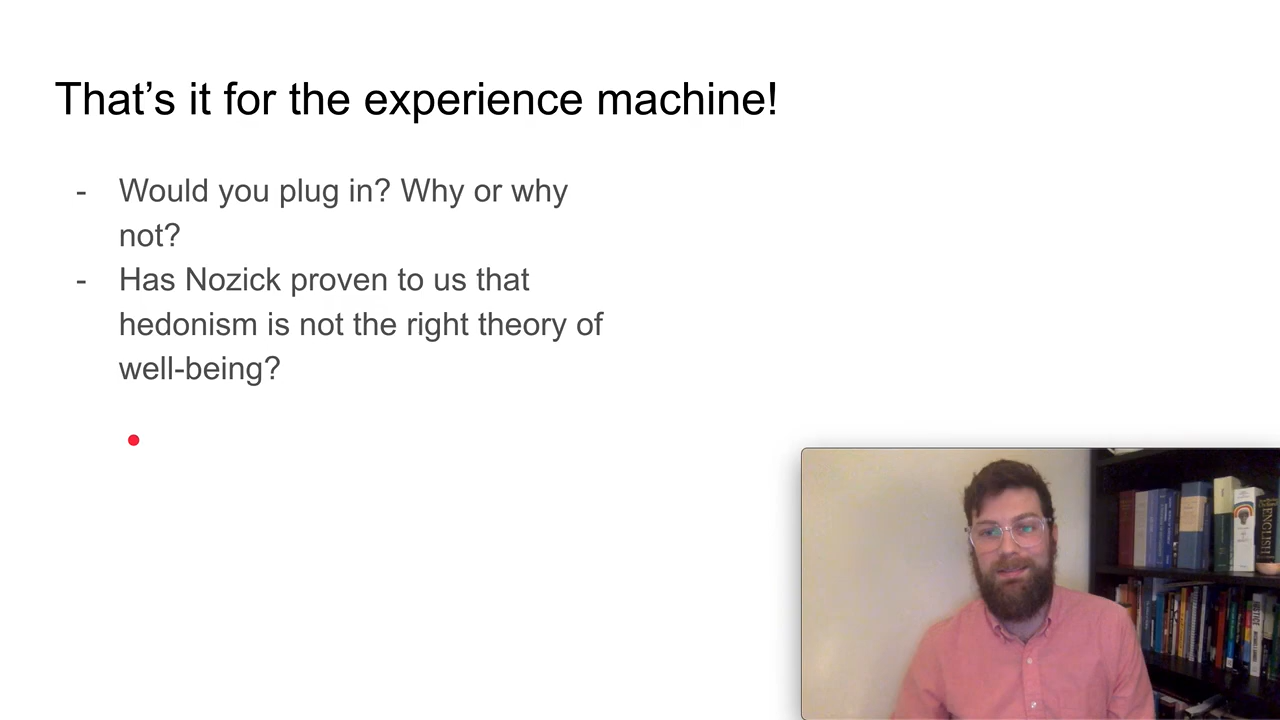 That’s it for the experience machine!
- Would you plug in? Why or why
not?
- Has Nozick proven to us that
hedonism is not the right theory of
well-being?
ENGLISH